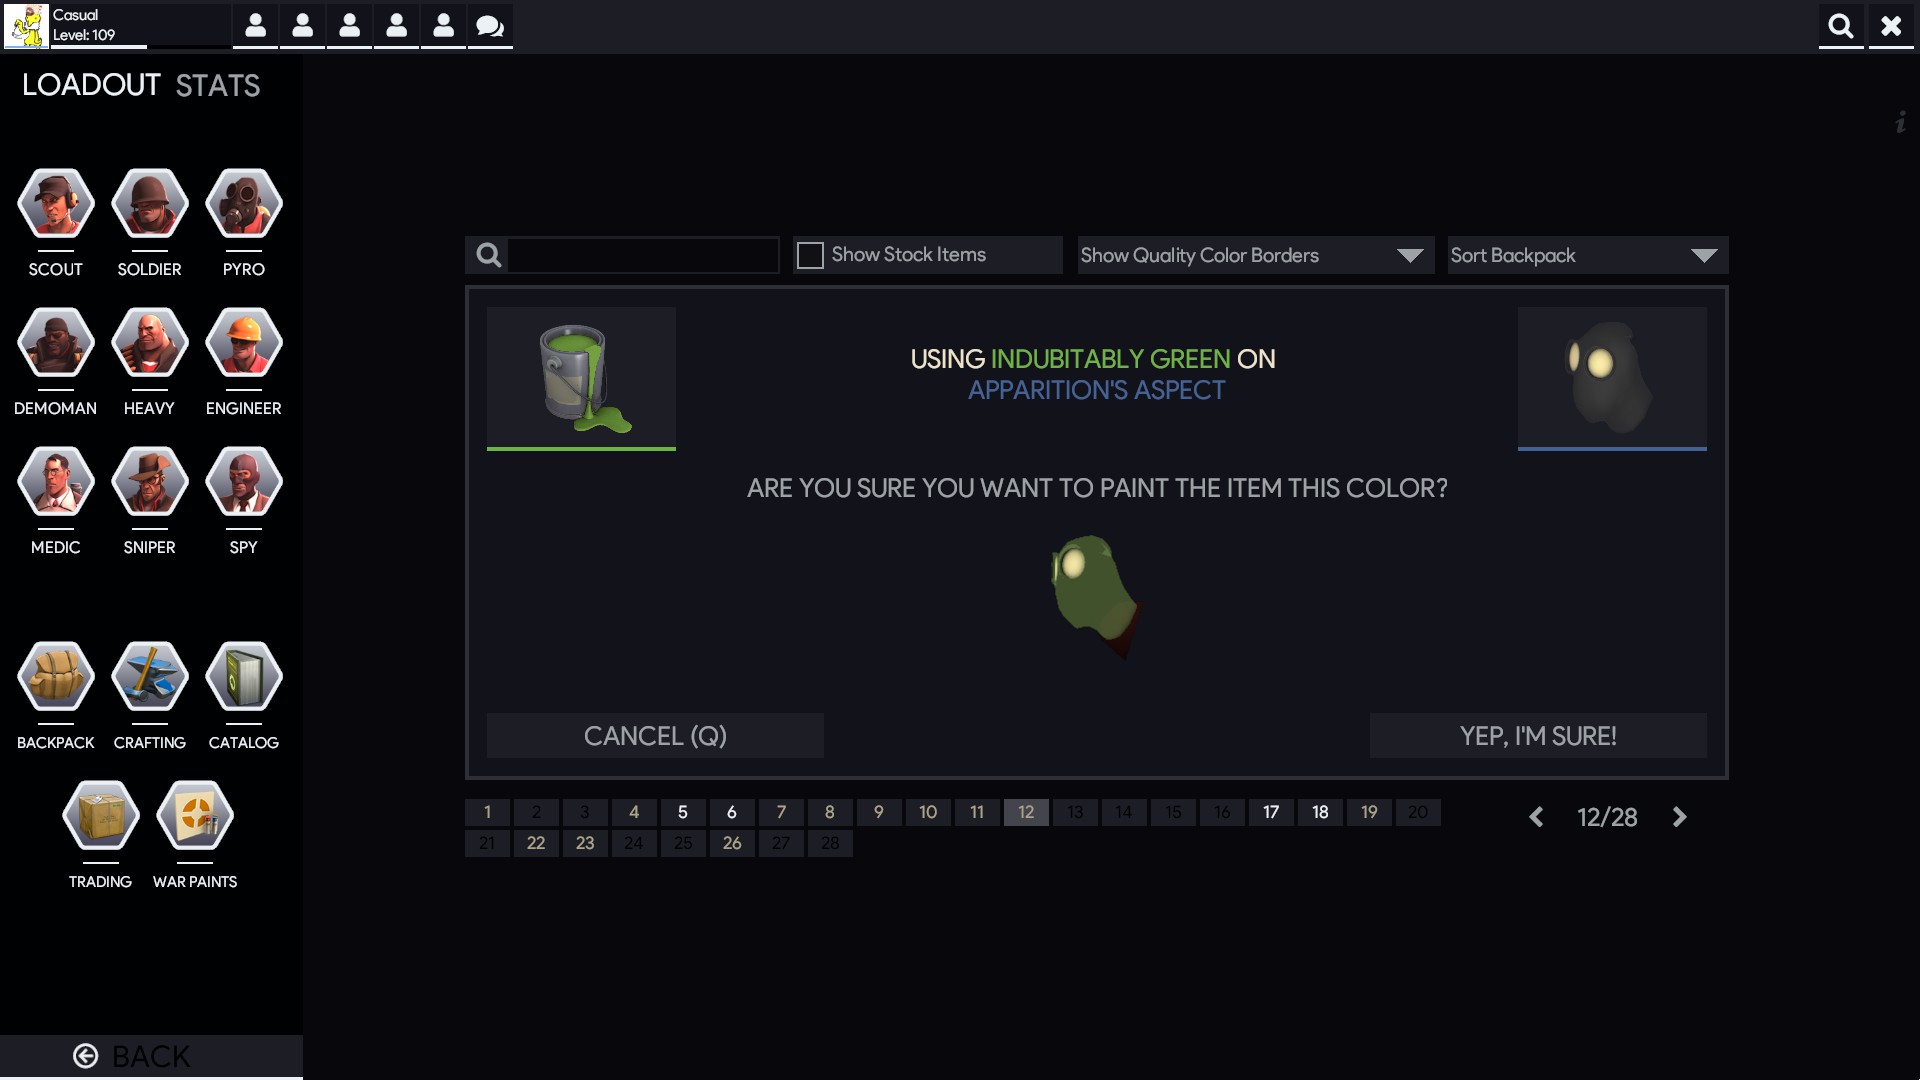 Casual
Level: 109
LOADOUT STATS
SCOUT SOLDIER PYRO
DEMOMAN HEAVY ENGINEER
MEDIC SNIPER SPY
BACKPACK CRAFTING CATALOG
TRADING WAR PAINTS
BACK
i
Show Stock Items Show Quality Color Borders Sort Backpack
USING INDUBITABLY GREEN ON
APPARITION'S ASPECT
ARE YOU SURE YOU WANT TO PAINT THE ITEM THIS COLOR?
CANCEL (Q) YEP, I'M SURE!
1 2 3 4 5 6 7 8 9 10 11 12 13 14 15 16 17 18 19 20 12/28
21 22 23 24 25 26 27 28